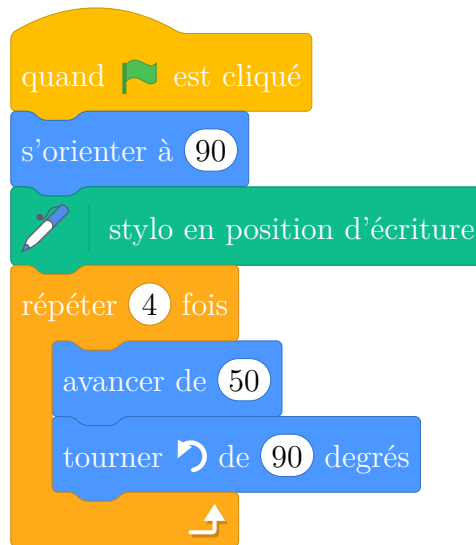 quand est cliqué
s'orienter à 90
stylo en position d'écriture
répéter 4 fois
avancer de 50
tourner de 90 degrés